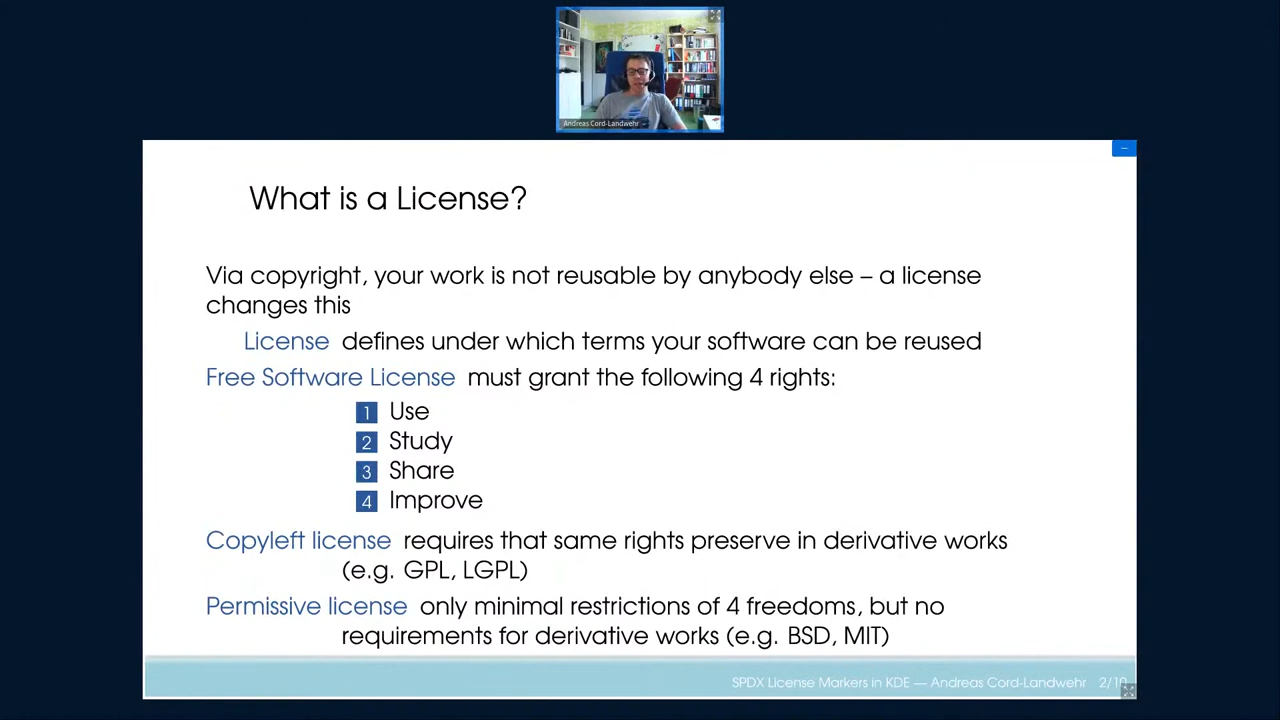 Andreas Cord-Landwehr
What is a License?
Via copyright, your work is not reusable by anybody else – a license
changes this
License defines under which terms your software can be reused
Free Software License must grant the following 4 rights:
1 Use
2 Study
3 Share
4 Improve
Copyleft license requires that same rights preserve in derivative works
(e.g. GPL, LGPL)
Permissive license only minimal restrictions of 4 freedoms, but no
requirements for derivative works (e.g. BSD, MIT)
SPDX License Markers in KDE — Andreas Cord-Landwehr 2/10